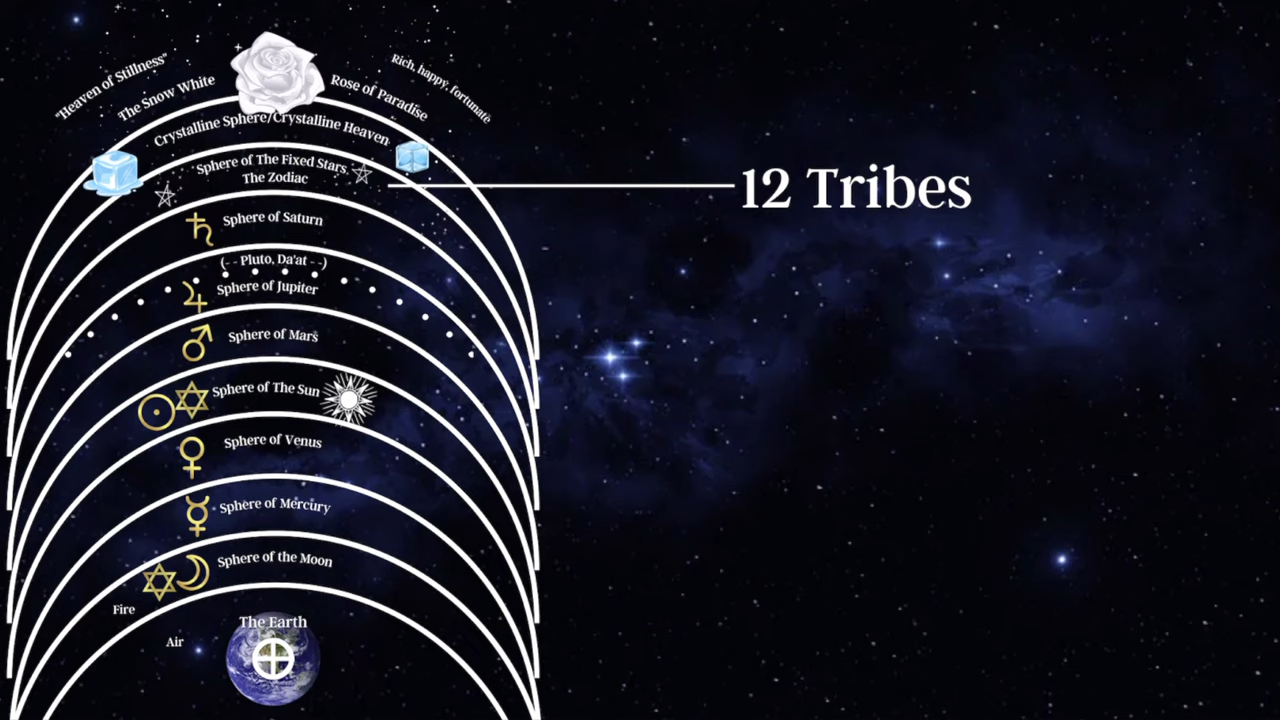 "Heaven of Stillness"
Rich, happy, fortunate
The Snow White
Rose of Paradise
Crystalline Sphere/Crystalline Heaven
Sphere of The Fixed Stars
The Zodiac
12 Tribes
Sphere of Saturn
(- - Pluto, Da'at - -)
Sphere of Jupiter
Sphere of Mars
Sphere of The Sun
Sphere of Venus
Sphere of Mercury
Sphere of the Moon
Fire
The Earth
Air